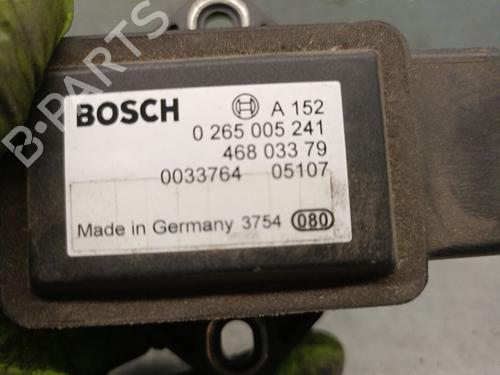 BOSCH A 152
0 265 005 241
468 033 79
0033764 05107
Made in Germany 3754 080
B-PARTS